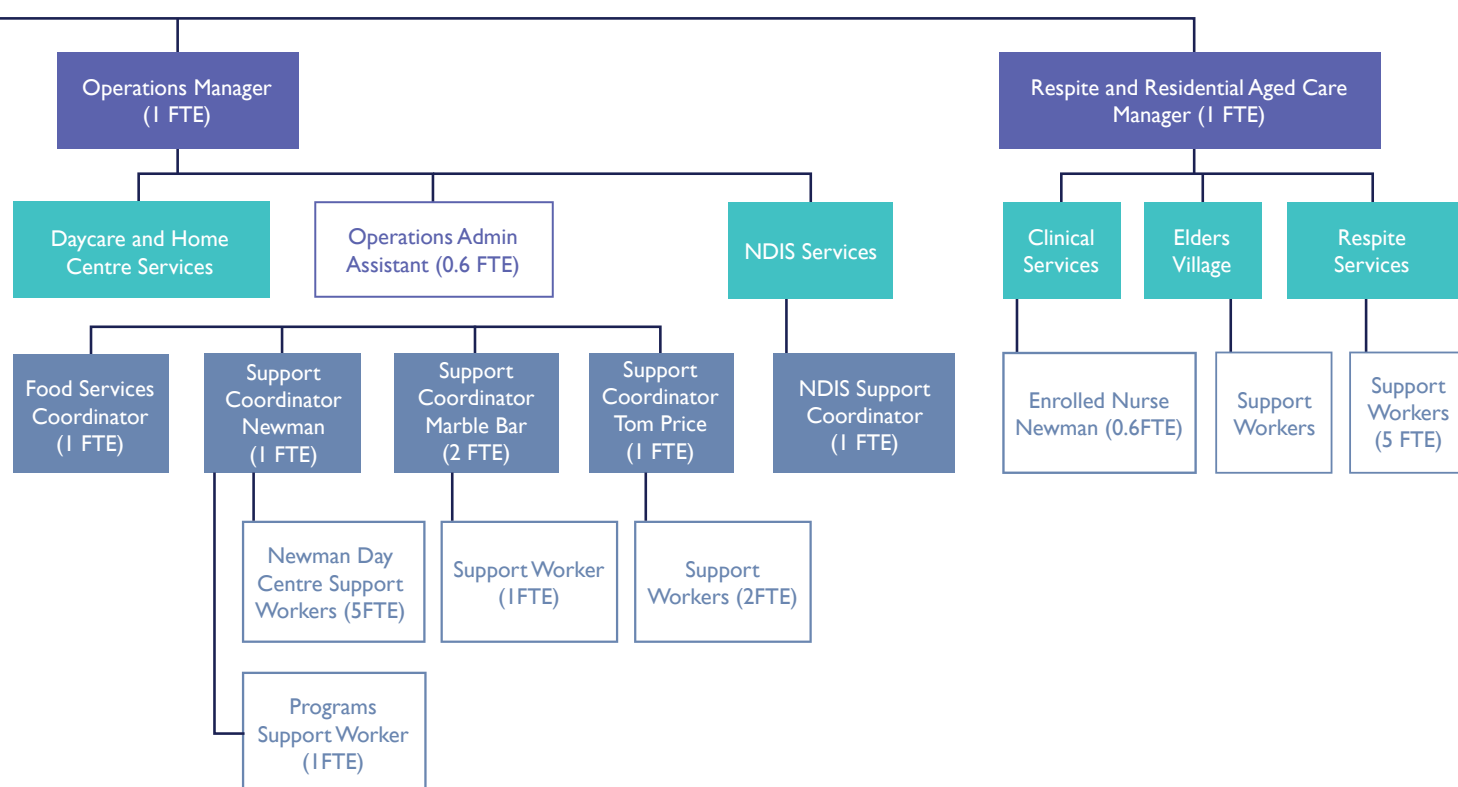 Operations Manager
(1 FTE)
Respite and Residential Aged Care
Manager (1 FTE)
Daycare and Home
Centre Services
Operations Admin
Assistant (0.6 FTE)
NDIS Services
Clinical
Services
Elders
Village
Respite
Services
Food Services
Coordinator
(1 FTE)
Support
Coordinator
Newman
(1 FTE)
Support
Coordinator
Marble Bar
(2 FTE)
Support
Coordinator
Tom Price
(1 FTE)
NDIS Support
Coordinator
(1 FTE)
Enrolled Nurse
Newman (0.6FTE)
Support
Workers
Support
Workers
(5 FTE)
Newman Day
Centre Support
Workers (5FTE)
Support Worker
(1FTE)
Support
Workers (2FTE)
Programs
Support Worker
(1FTE)